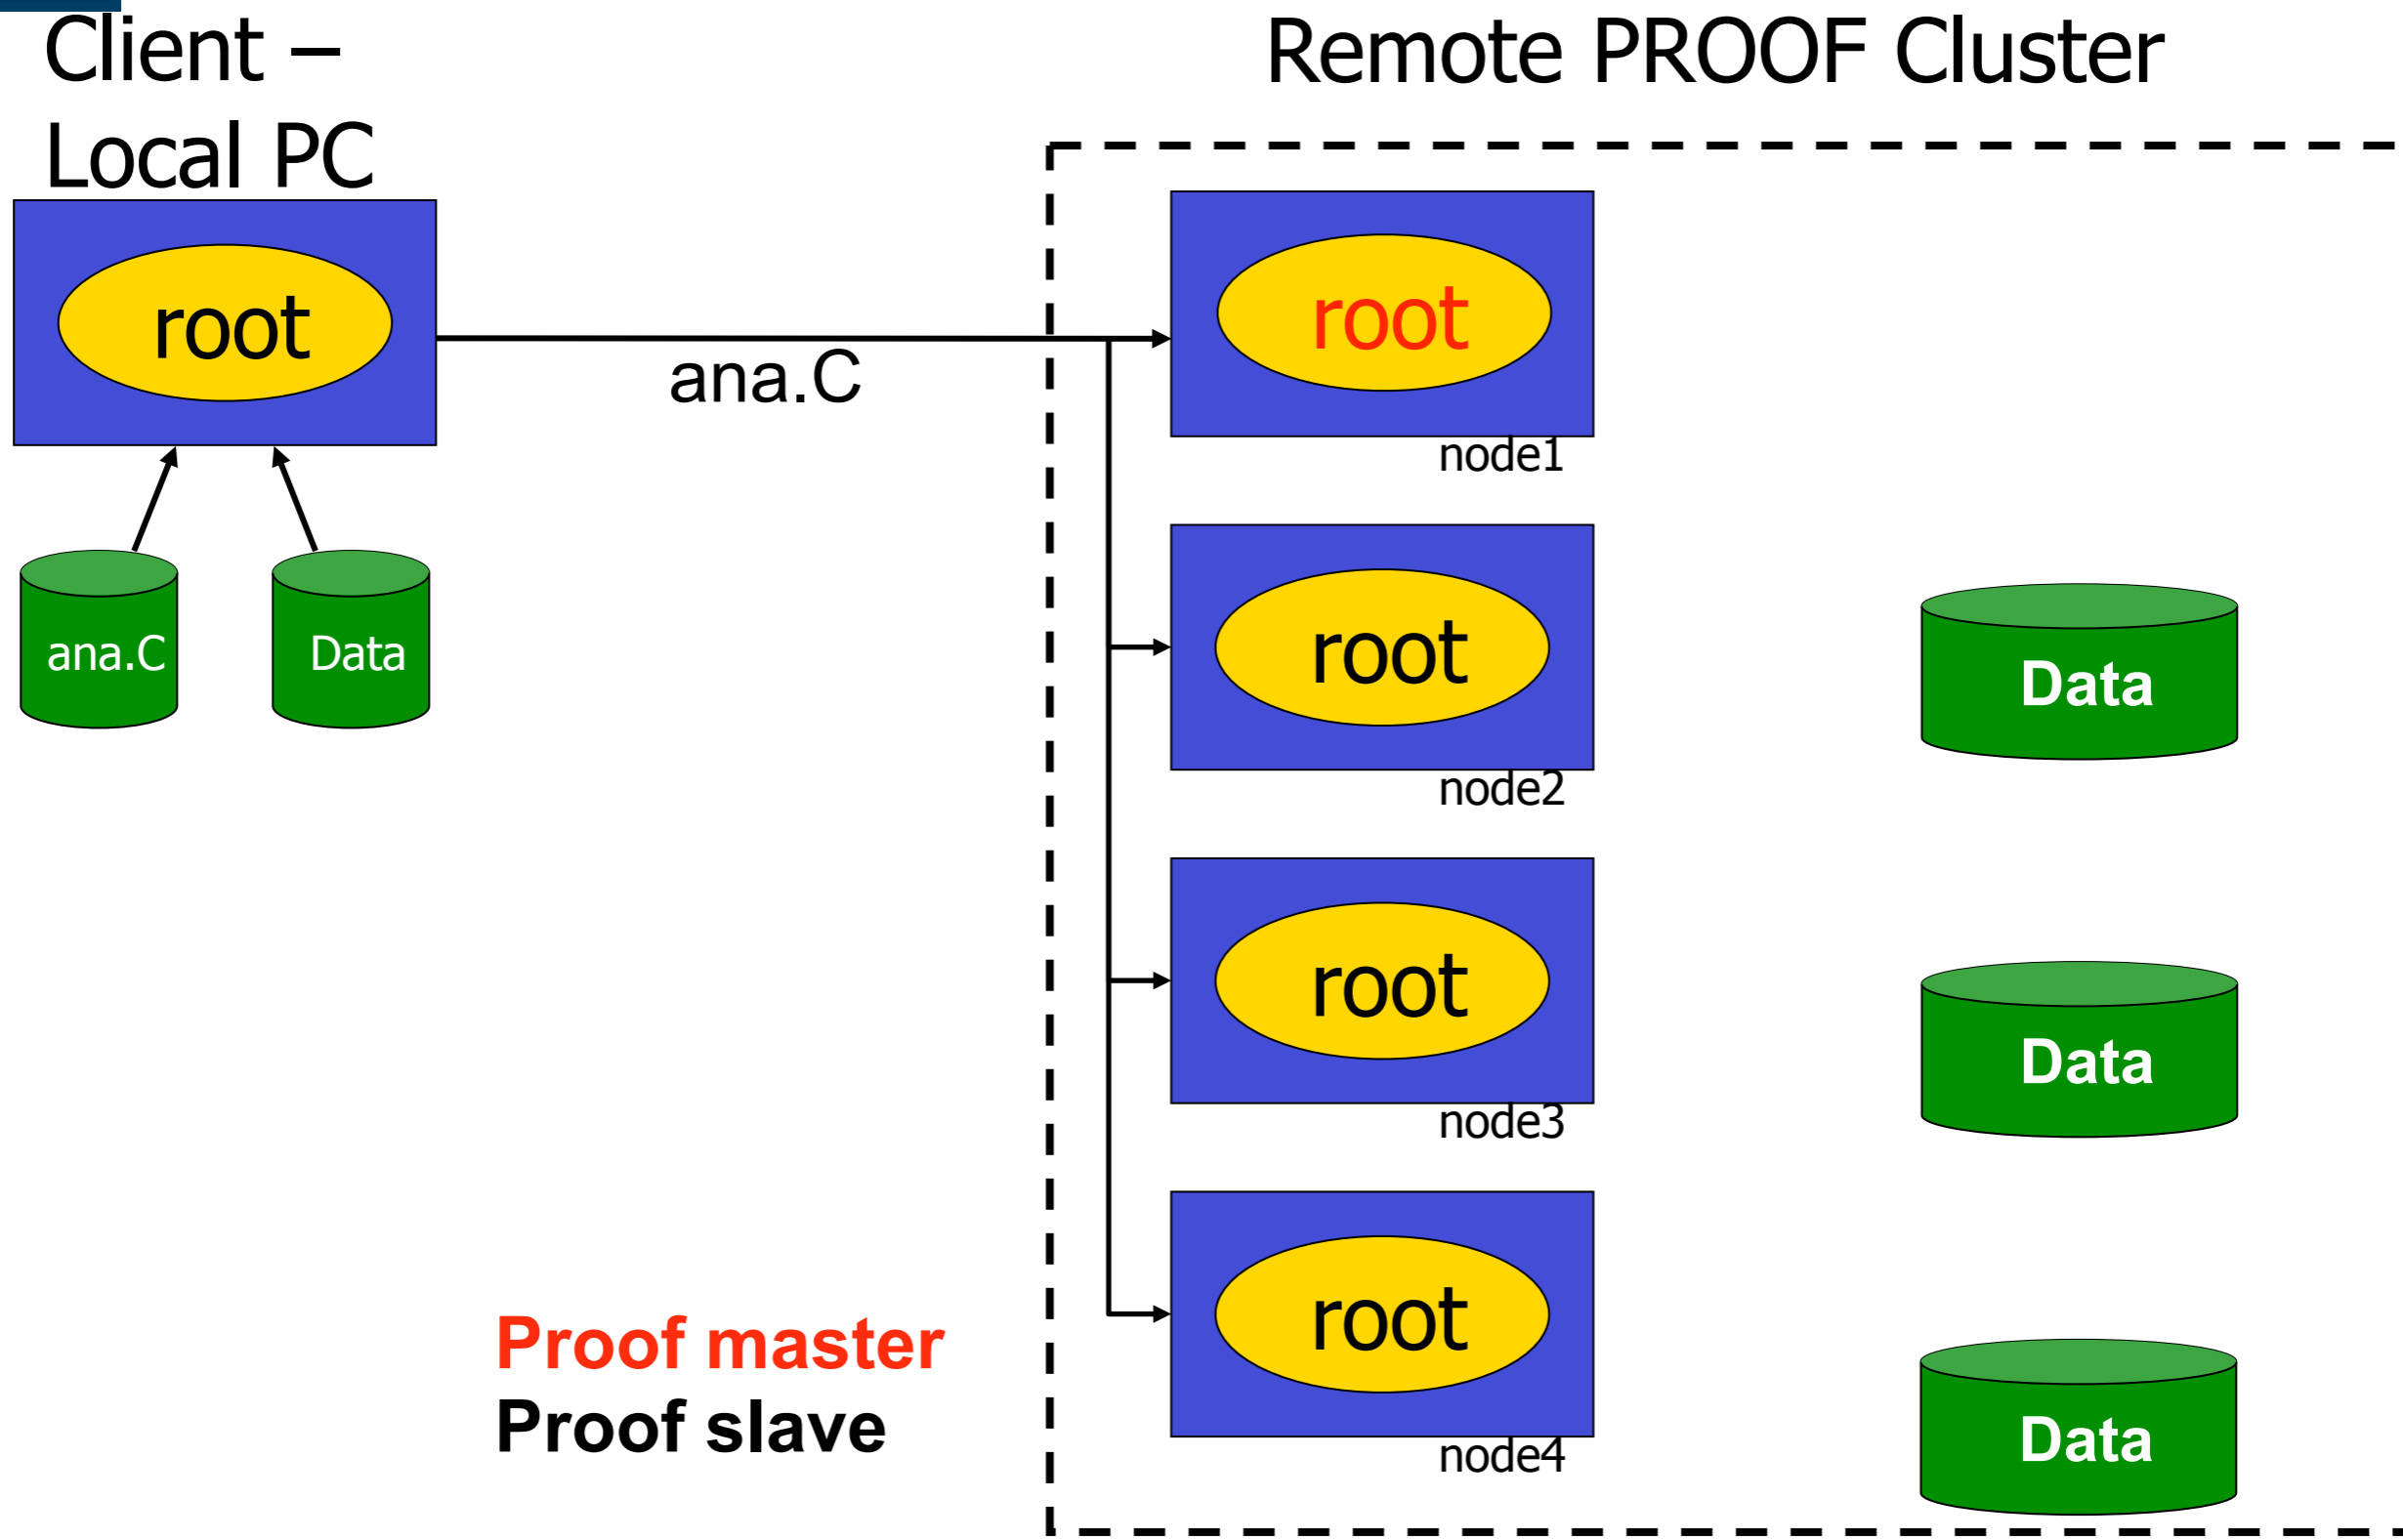 Client –
Local PC
root
ana.C
Data
ana.C
Proof master
Proof slave
Remote PROOF Cluster
root
node1
root
node2
Data
root
node3
Data
root
node4
Data